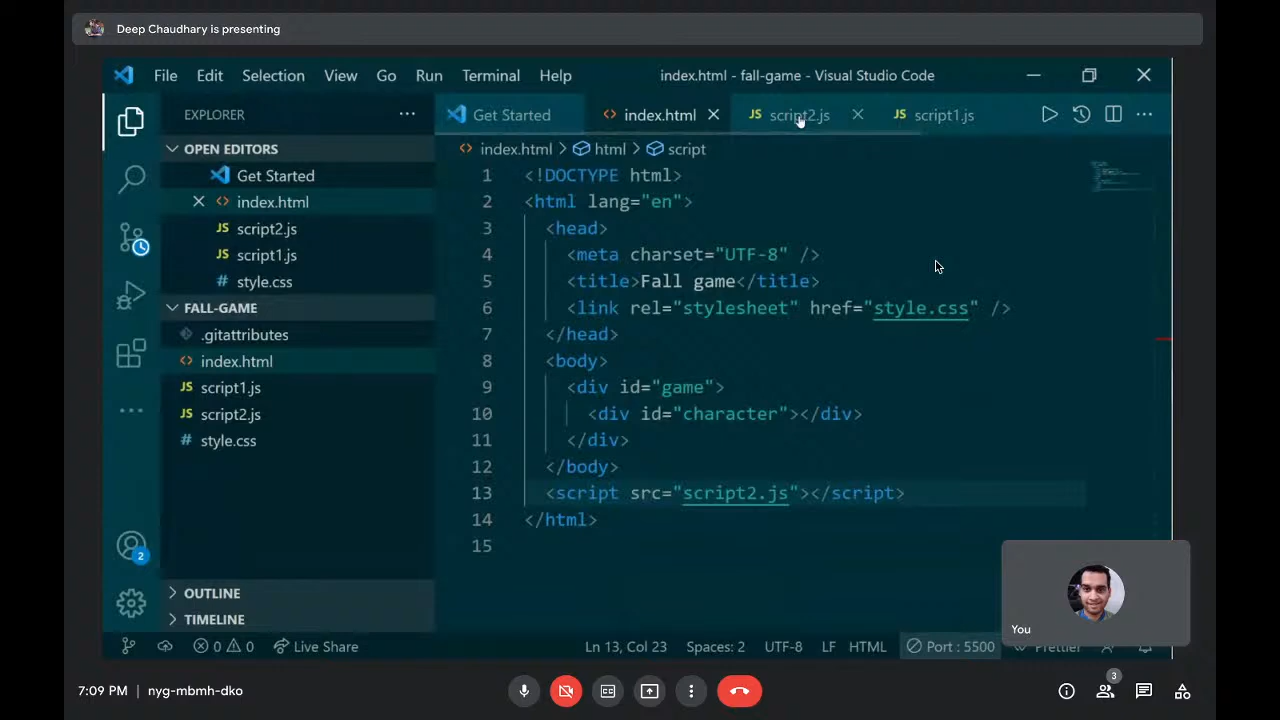 Deep Chaudhary is presenting
File Edit Selection View Go Run Terminal Help index.html - fall-game - Visual Studio Code
EXPLORER
Get Started index.html script2.js script1.js
OPEN EDITORS
Get Started
index.html
script2.js
script1.js
style.css
FALL-GAME
.gitattributes
index.html
script1.js
script2.js
style.css
OUTLINE
TIMELINE
index.html > html > script
1 <!DOCTYPE html>
2 <html lang="en">
3 <head>
4 <meta charset="UTF-8" />
5 <title>Fall game</title>
6 <link rel="stylesheet" href="style.css" />
7 </head>
8 <body>
9 <div id="game">
10 <div id="character"></div>
11 </div>
12 </body>
13 <script src="script2.js"></script>
14 </html>
15
2
You
0 0 Live Share Ln 13, Col 23 Spaces: 2 UTF-8 LF HTML Port : 5500 Prettier
7:09 PM | nyg-mbmh-dko
3